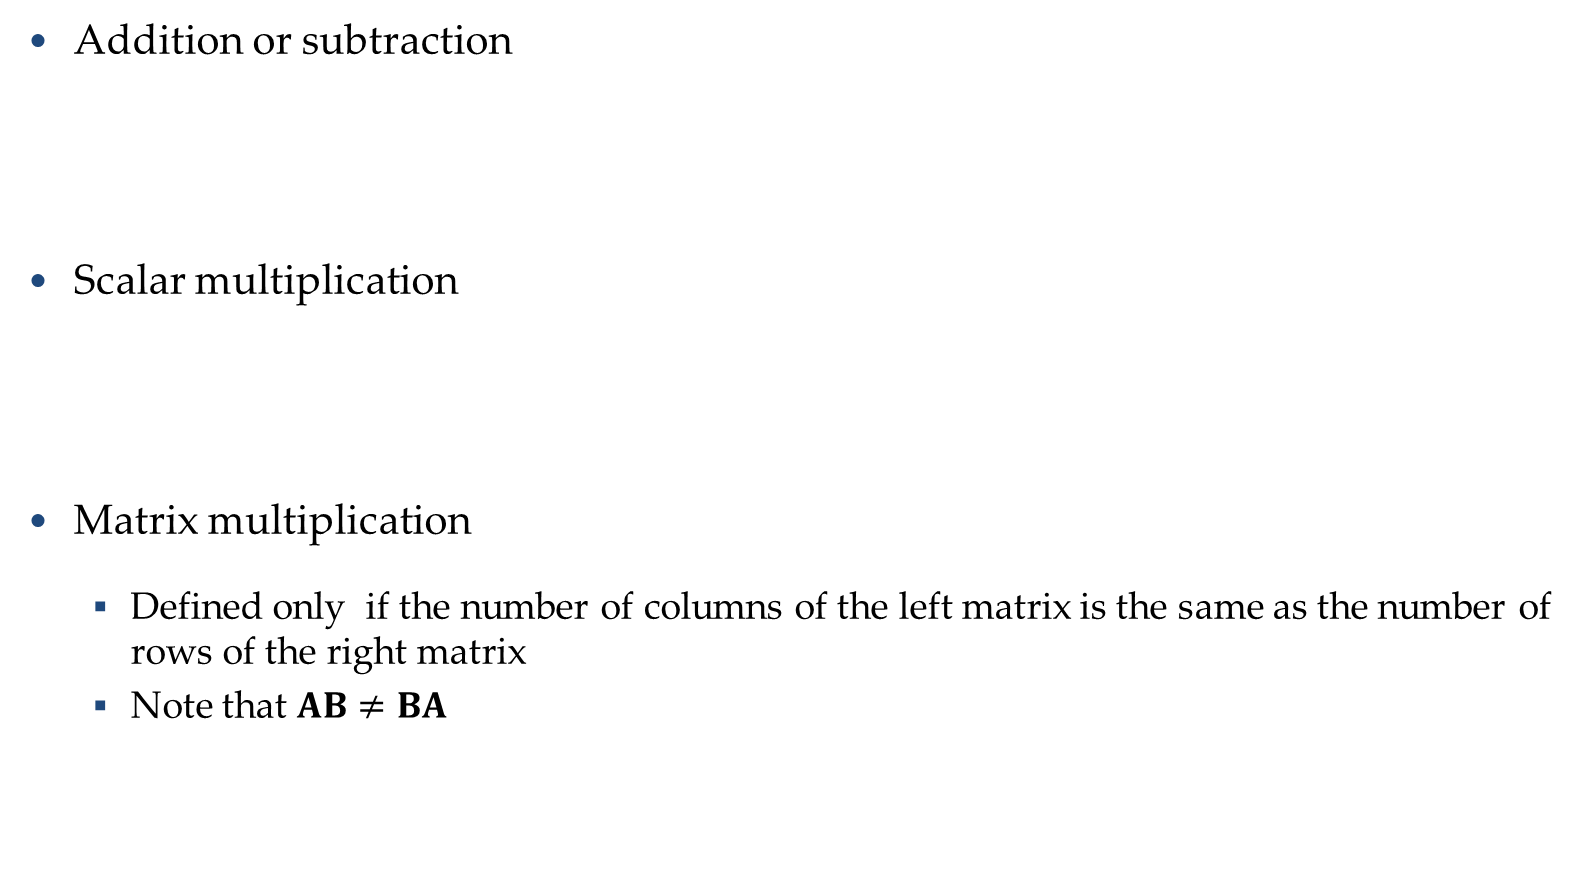 • Addition or subtraction
• Scalar multiplication
• Matrix multiplication
▪ Defined only  if the number of columns of the left matrix is the same as the number of
rows of the right matrix
▪ Note that AB ≠ BA